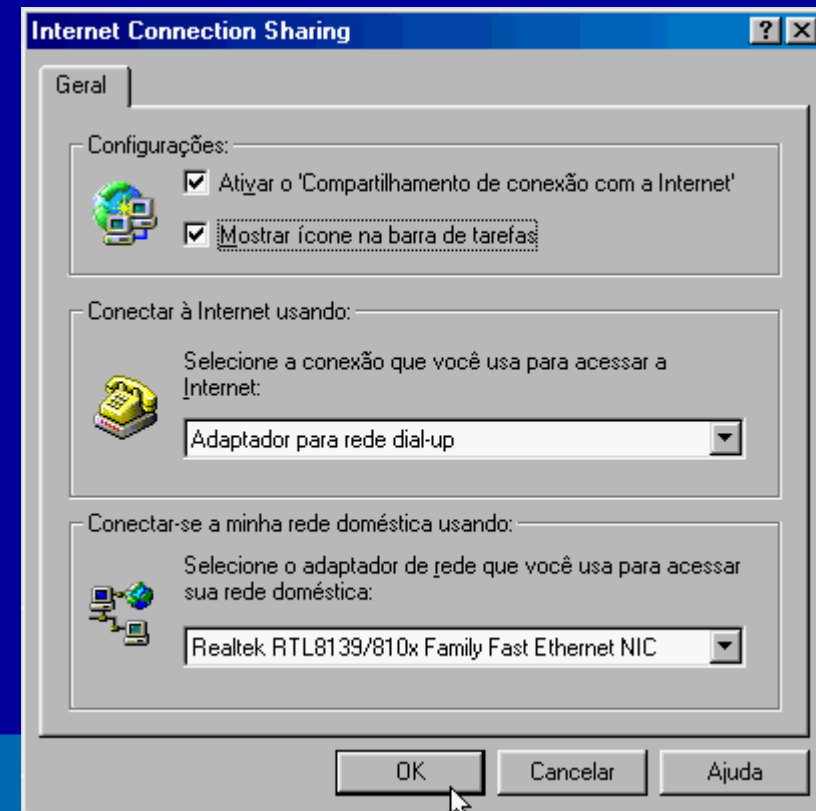 Internet Connection Sharing
Geral
Configurações:
Ativar o 'Compartilhamento de conexão com a Internet'
Mostrar ícone na barra de tarefas
Conectar à Internet usando:
Selecione a conexão que você usa para acessar a
Internet:
Adaptador para rede dial-up
Conectar-se a minha rede doméstica usando:
Selecione o adaptador de rede que você usa para acessar
sua rede doméstica:
Realtek RTL8139/810x Family Fast Ethernet NIC
OK
Cancelar
Ajuda